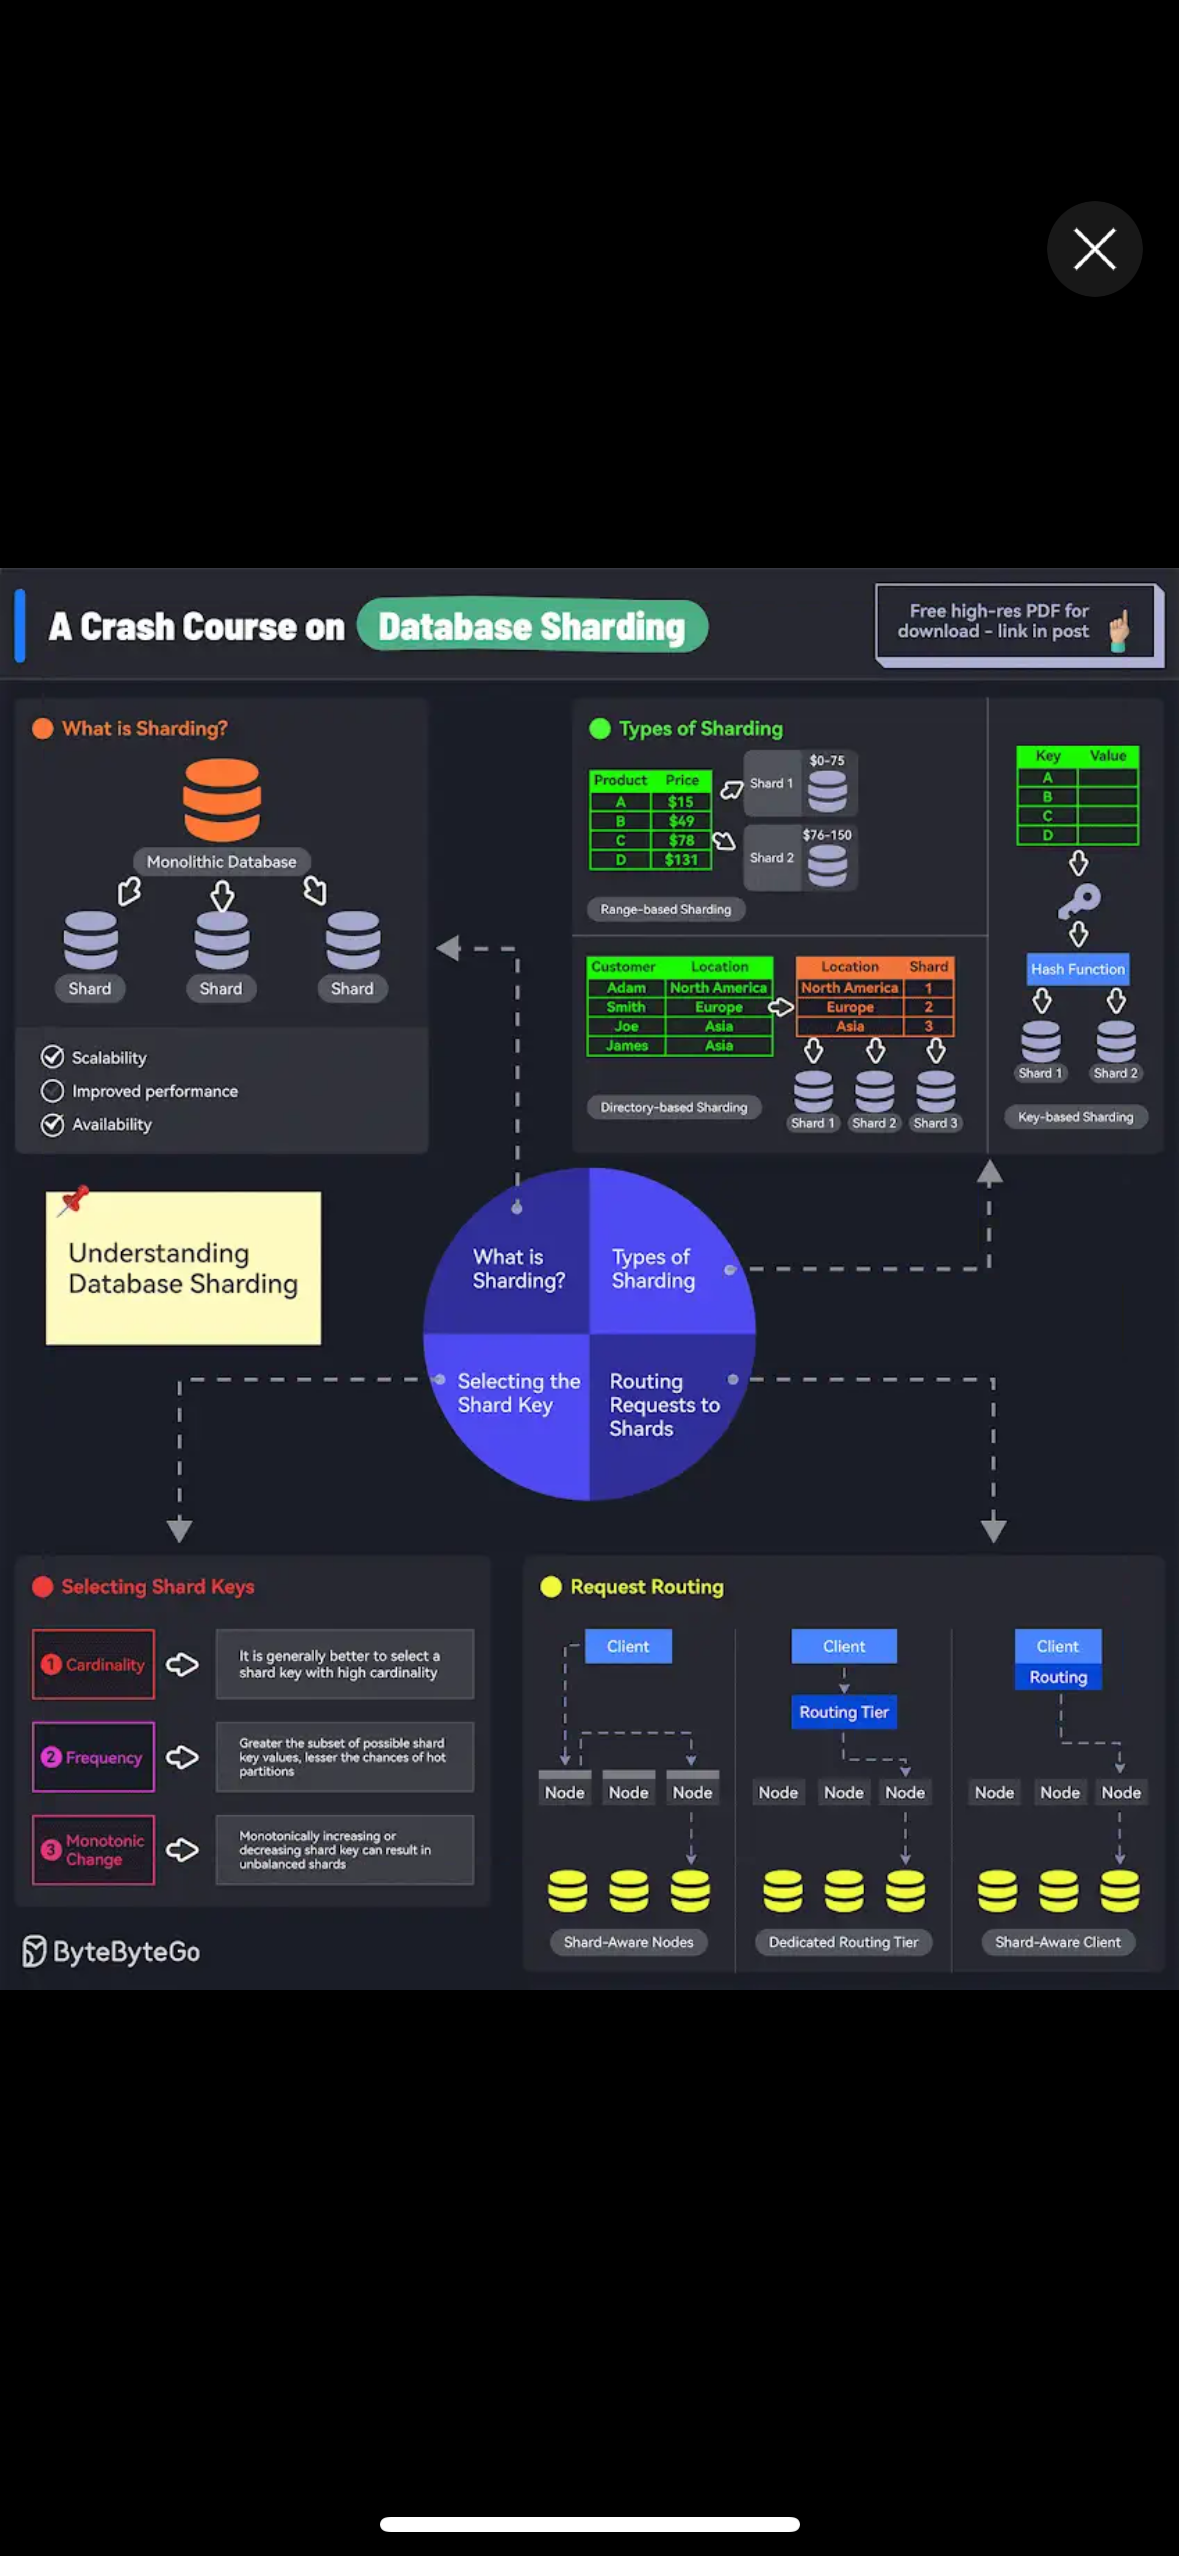 A Crash Course on Database Sharding
Free high-res PDF for
download - link in post
What is Sharding?
Monolithic Database
Shard Shard Shard
Scalability
Improved performance
Availability
Types of Sharding
Product Price
A $15
B $49
C $78
D $131
Shard 1 $0-75
Shard 2 $76-150
Range-based Sharding
Customer Location
Adam North America
Smith Europe
Joe Asia
James Asia
Location Shard
North America 1
Europe 2
Asia 3
Shard 1 Shard 2 Shard 3
Directory-based Sharding
Key Value
A
B
C
D
Hash Function
Shard 1 Shard 2
Key-based Sharding
Understanding
Database Sharding
What is
Sharding?
Types of
Sharding
Selecting the
Shard Key
Routing
Requests to
Shards
Selecting Shard Keys
1 Cardinality
It is generally better to select a
shard key with high cardinality
2 Frequency
Greater the subset of possible shard
key values, lesser the chances of hot
partitions
3 Monotonic
Change
Monotonically increasing or
decreasing shard key can result in
unbalanced shards
ByteByteGo
Request Routing
Client
Node Node Node
Shard-Aware Nodes
Client
Routing Tier
Node Node Node
Dedicated Routing Tier
Client
Routing
Node Node Node
Shard-Aware Client